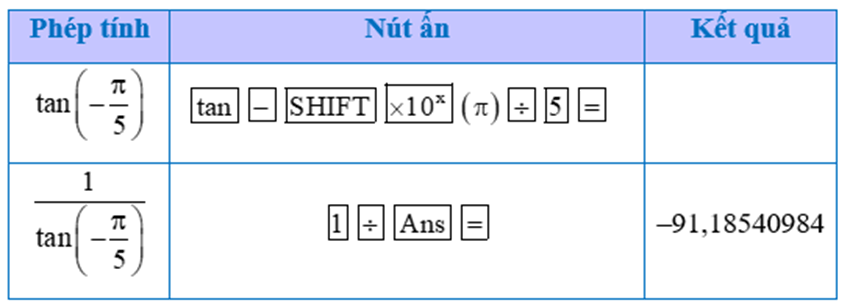 Phép tính Nút ấn Kết quả
tan(−π/5) tan − SHIFT ×10ˣ (π) ÷ 5 =
1/tan(−π/5) 1 ÷ Ans = −91,18540984